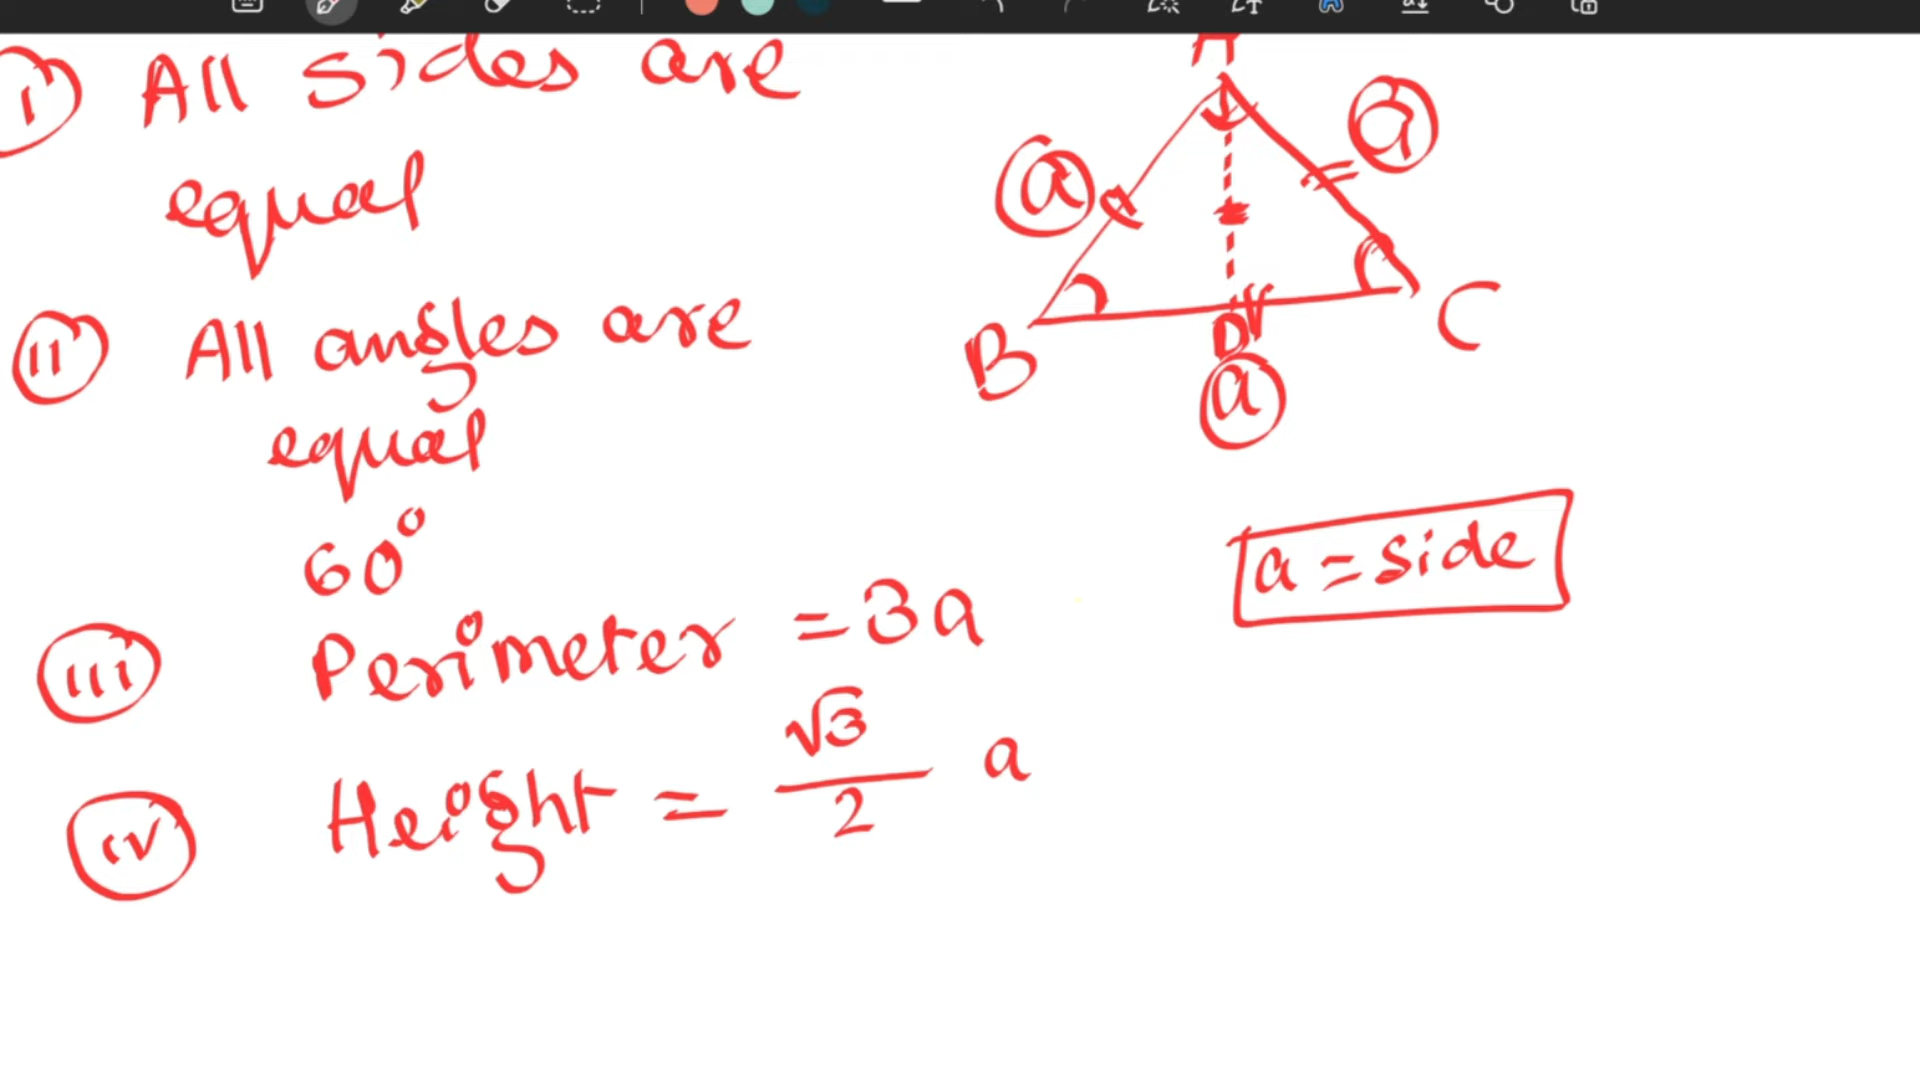 i) All sides are
equal
ii) All angles are
equal
60°
iii) Perimeter = 3a
iv) Height = √3/2 a
A
a
a
B
C
D
a
a = side